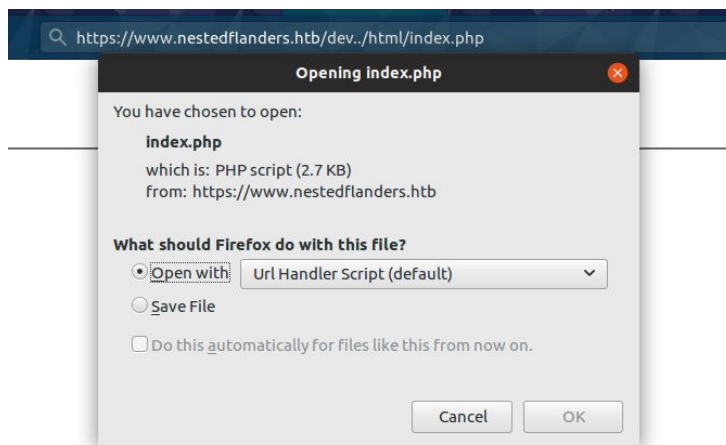 https://www.nestedflanders.htb/dev../html/index.php
Opening index.php
You have chosen to open:
index.php
which is: PHP script (2.7 KB)
from: https://www.nestedflanders.htb
What should Firefox do with this file?
Open with Url Handler Script (default)
Save File
Do this automatically for files like this from now on.
Cancel OK